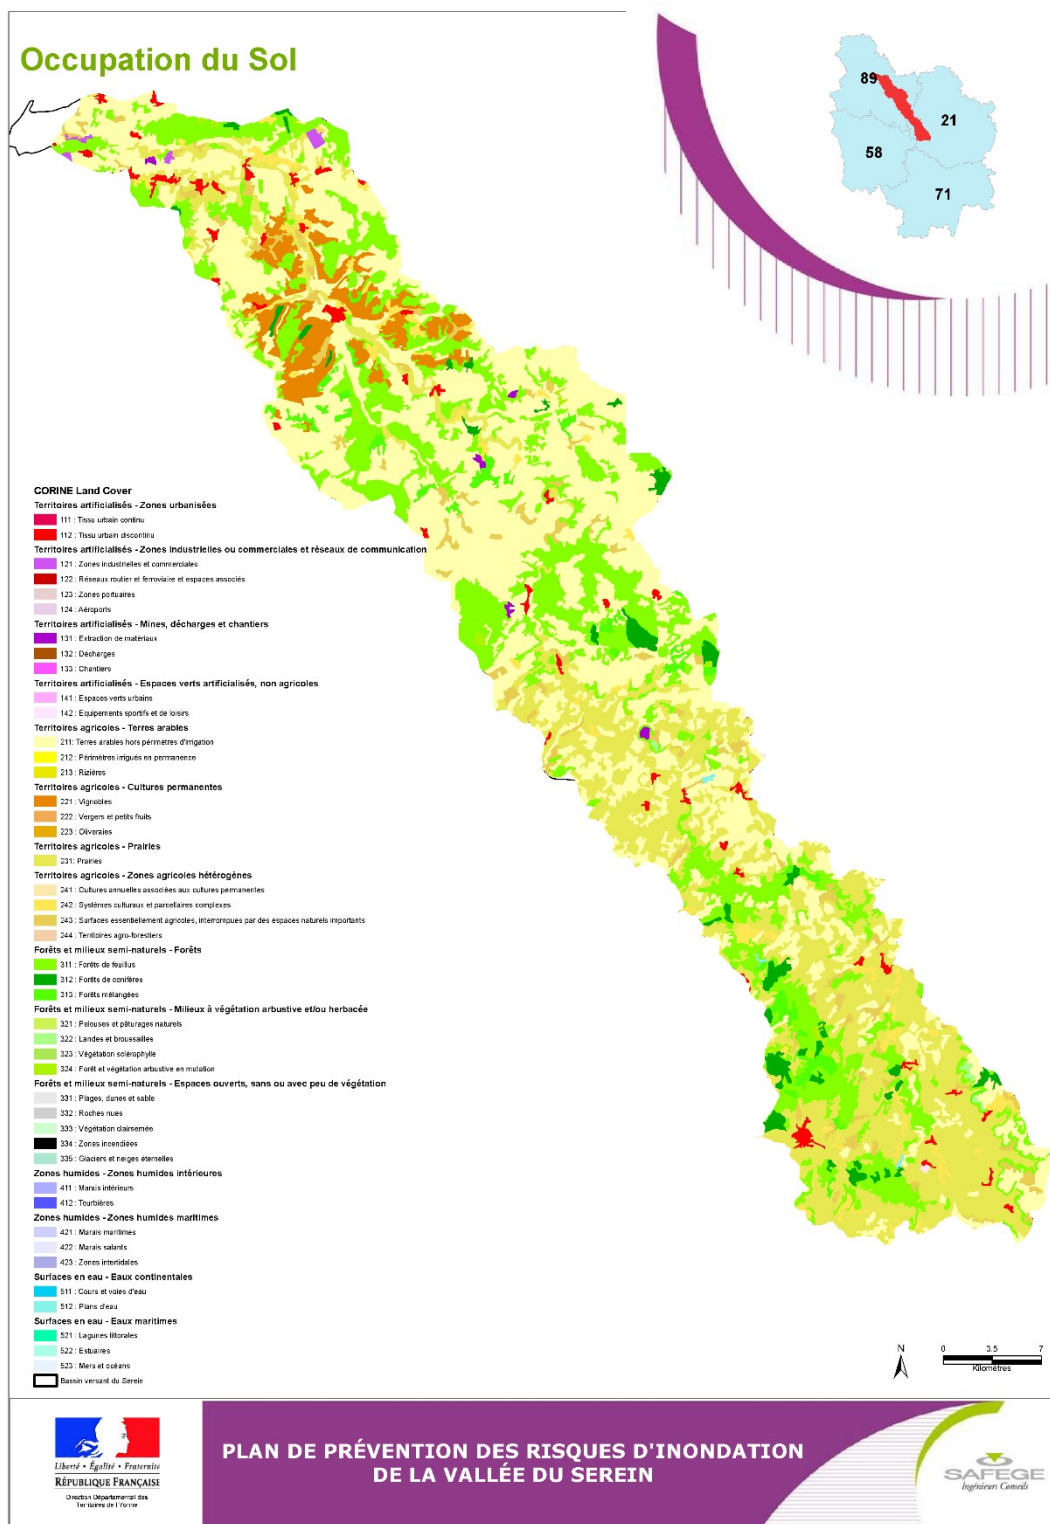 Occupation du Sol
89
21
58
71
CORINE Land Cover
Territoires artificialisés - Zones urbanisées
111 : Tissu urbain continu
112 : Tissu urbain discontinu
Territoires artificialisés - Zones industrielles ou commerciales et réseaux de communication
121 : Zones industrielles et commerciales
122 : Réseaux routier et ferroviaire et espaces associés
123 : Zones portuaires
124 : Aéroports
Territoires artificialisés - Mines, décharges et chantiers
131 : Extraction de matériaux
132 : Décharges
133 : Chantiers
Territoires artificialisés - Espaces verts artificialisés, non agricoles
141 : Espaces verts urbains
142 : Equipements sportifs et de loisirs
Territoires agricoles - Terres arables
211: Terres arables hors périmètres d'irrigation
212 : Périmètres irrigués en permanence
213 : Rizières
Territoires agricoles - Cultures permanentes
221 : Vignobles
222 : Vergers et petits fruits
223 : Oliveraies
Territoires agricoles - Prairies
231: Prairies
Territoires agricoles - Zones agricoles hétérogènes
241 : Cultures annuelles associées aux cultures permanentes
242 : Systèmes culturaux et parcellaires complexes
243 : Surfaces essentiellement agricoles, interrompues par des espaces naturels importants
244 : Territoires agro-forestiers
Forêts et milieux semi-naturels - Forêts
311 : Forêts de feuillus
312 : Forêts de conifères
313 : Forêts mélangées
Forêts et milieux semi-naturels - Milieux à végétation arbustive et/ou herbacée
321 : Pelouses et pâturages naturels
322 : Landes et broussailles
323 : Végétation sclérophylle
324 : Forêt et végétation arbustive en mutation
Forêts et milieux semi-naturels - Espaces ouverts, sans ou avec peu de végétation
331 : Plages, dunes et sable
332 : Roches nues
333 : Végétation clairsemée
334 : Zones incendiées
335 : Glaciers et neiges éternelles
Zones humides - Zones humides intérieures
411 : Marais intérieurs
412 : Tourbières
Zones humides - Zones humides maritimes
421 : Marais maritimes
422 : Marais salants
423 : Zones intertidales
Surfaces en eau - Eaux continentales
511 : Cours et voies d'eau
512 : Plans d'eau
Surfaces en eau - Eaux maritimes
521 : Lagunes littorales
522 : Estuaires
523 : Mers et océans
Bassin versant du Serein
N
0 3.5 7
Kilomètres
Liberté • Égalité • Fraternité
RÉPUBLIQUE FRANÇAISE
Direction Départementale des
Territoires de l'Yonne
PLAN DE PRÉVENTION DES RISQUES D'INONDATION
DE LA VALLÉE DU SEREIN
SAFEGE
Ingénieurs Conseils